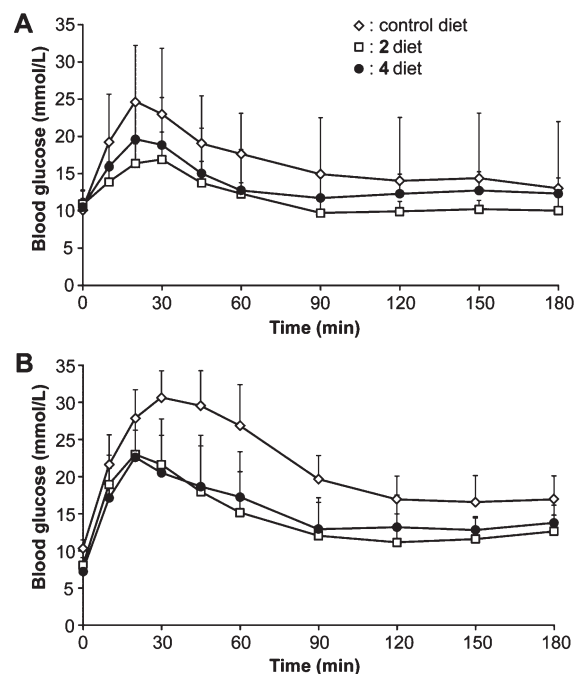 A
◇ : control diet
□ : 2 diet
● : 4 diet
Blood glucose (mmol/L)
35
30
25
20
15
10
5
0
0 30 60 90 120 150 180
Time (min)
B
Blood glucose (mmol/L)
35
30
25
20
15
10
5
0
0 30 60 90 120 150 180
Time (min)